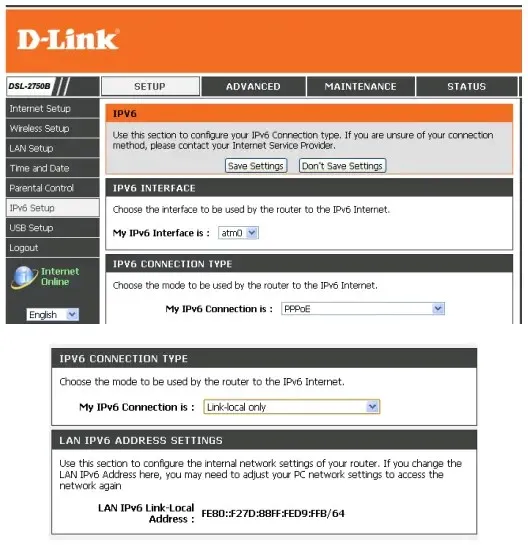 D-Link
DSL-2750B
SETUP
ADVANCED
MAINTENANCE
STATUS
Internet Setup
Wireless Setup
LAN Setup
Time and Date
Parental Control
IPv6 Setup
USB Setup
Logout
Internet
Online
English
IPV6
Use this section to configure your IPv6 Connection type. If you are unsure of your connection
method, please contact your Internet Service Provider.
Save Settings
Don't Save Settings
IPV6 INTERFACE
Choose the interface to be used by the router to the IPv6 Internet.
My IPv6 Interface is : atm0
IPV6 CONNECTION TYPE
Choose the mode to be used by the router to the IPv6 Internet.
My IPv6 Connection is : PPPoE
IPV6 CONNECTION TYPE
Choose the mode to be used by the router to the IPv6 Internet.
My IPv6 Connection is : Link-local only
LAN IPV6 ADDRESS SETTINGS
Use this section to configure the internal network settings of your router. If you change the
LAN IPv6 Address here, you may need to adjust your PC network settings to access the
network again
LAN IPv6 Link-Local
Address : FE80::F27D:88FF:FED9:FFB/64